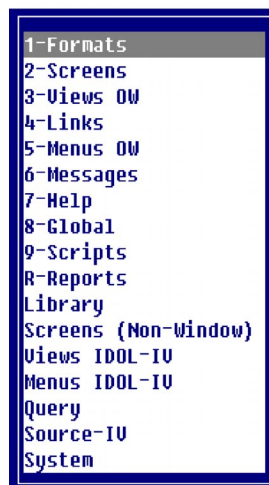 1-Formats
2-Screens
3-Views OW
4-Links
5-Menus OW
6-Messages
7-Help
8-Global
9-Scripts
R-Reports
Library
Screens (Non-Window)
Views IDOL-IV
Menus IDOL-IV
Query
Source-IV
System